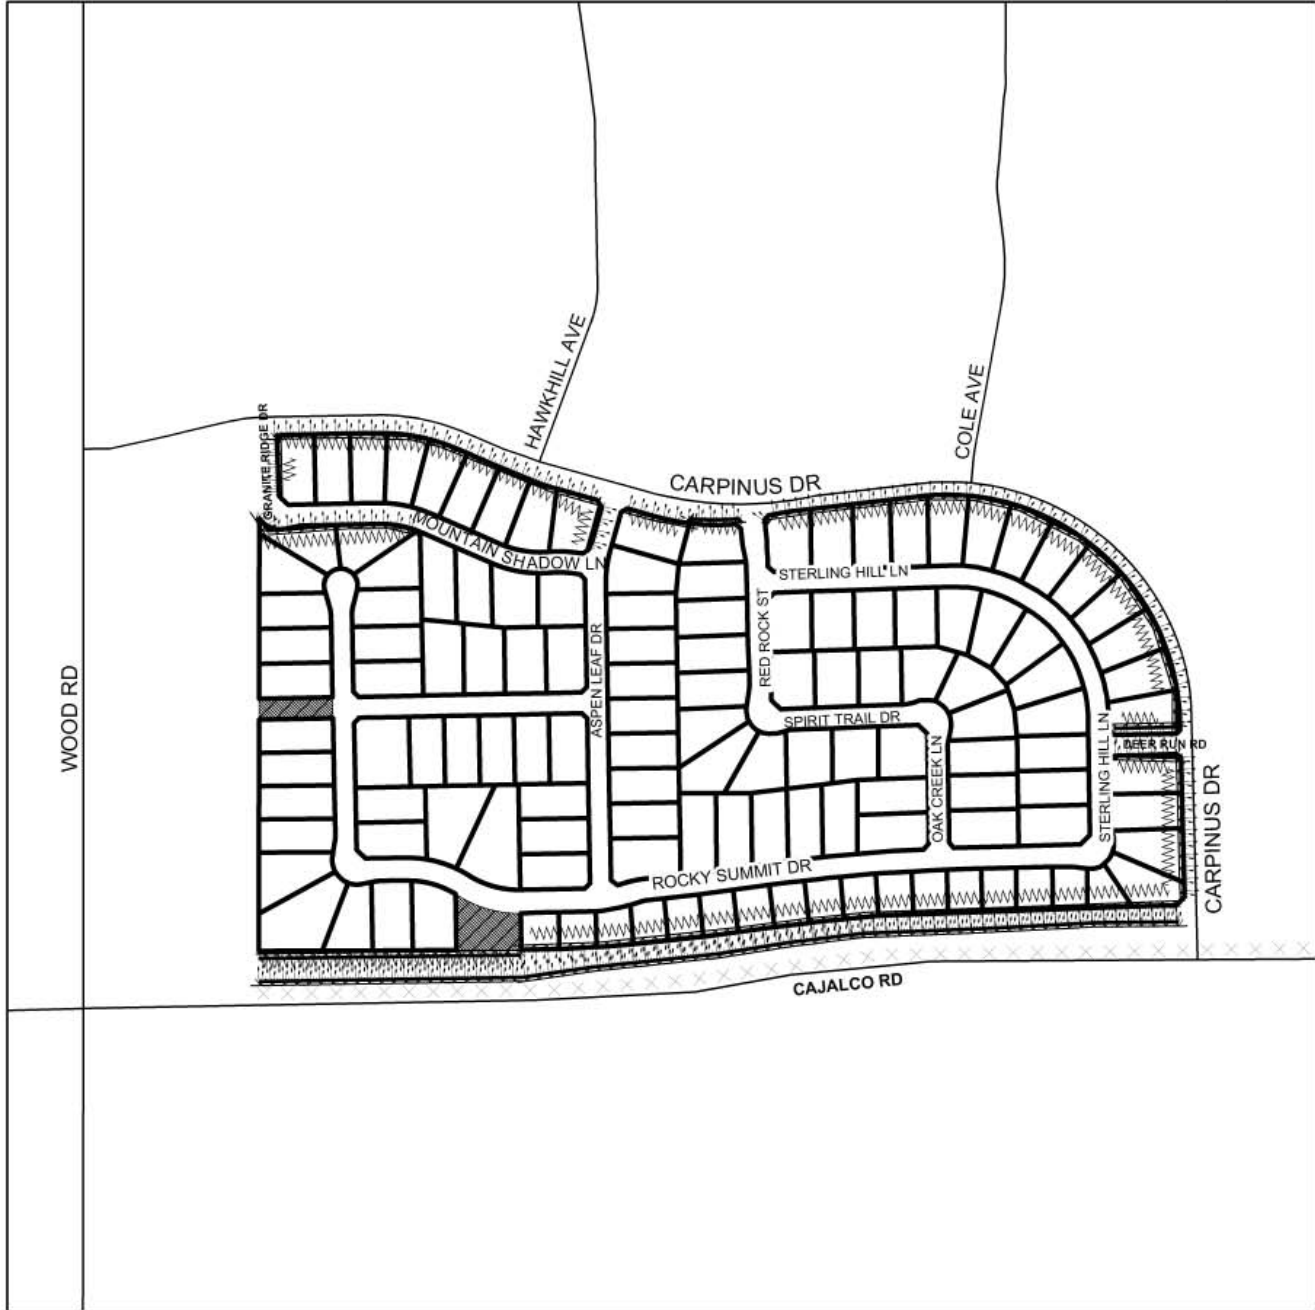 HAWKHILL AVE
COLE AVE
GRANITE RIDGE DR
CARPINUS DR
MOUNTAIN SHADOW LN
STERLING HILL LN
RED ROCK ST
ASPEN LEAF DR
WOOD RD
SPIRIT TRAIL DR
OAK CREEK LN
STERLING HILL LN
DEER RUN RD
CARPINUS DR
ROCKY SUMMIT DR
CAJALCO RD